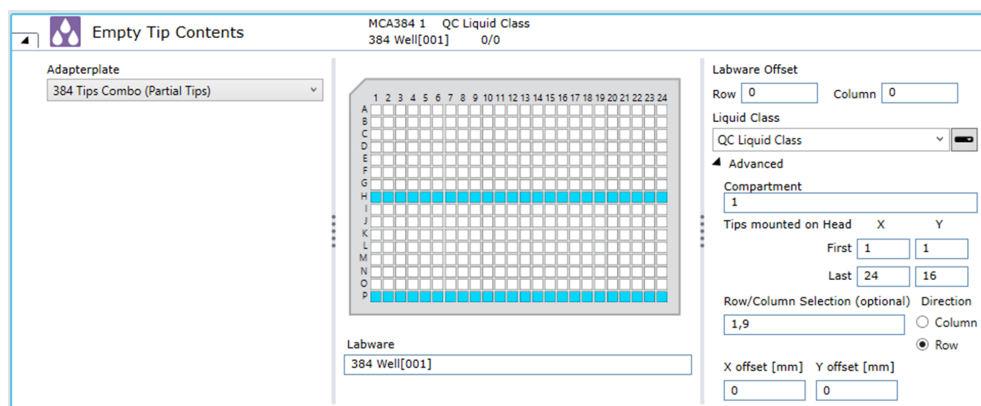 Empty Tip Contents
MCA384 1 QC Liquid Class
384 Well[001] 0/0
Adapterplate
384 Tips Combo (Partial Tips)
1 2 3 4 5 6 7 8 9 10 11 12 13 14 15 16 17 18 19 20 21 22 23 24
A
B
C
D
E
F
G
H
I
J
K
L
M
N
O
P
Labware
384 Well[001]
Labware Offset
Row 0 Column 0
Liquid Class
QC Liquid Class
Advanced
Compartment
1
Tips mounted on Head X Y
First 1 1
Last 24 16
Row/Column Selection (optional) Direction
1,9 Column
Row
X offset [mm] Y offset [mm]
0 0